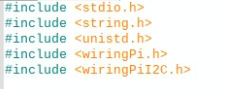 #include <stdio.h>
#include <string.h>
#include <unistd.h>
#include <wiringPi.h>
#include <wiringPiI2C.h>